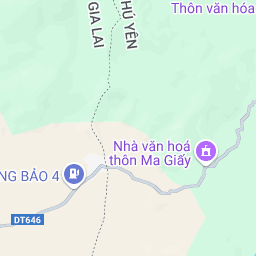 Thôn văn hóa
GIA LAI
HÚ YÊN
Nhà văn hoá
thôn Ma Giấy
NG BẢO 4
DT646